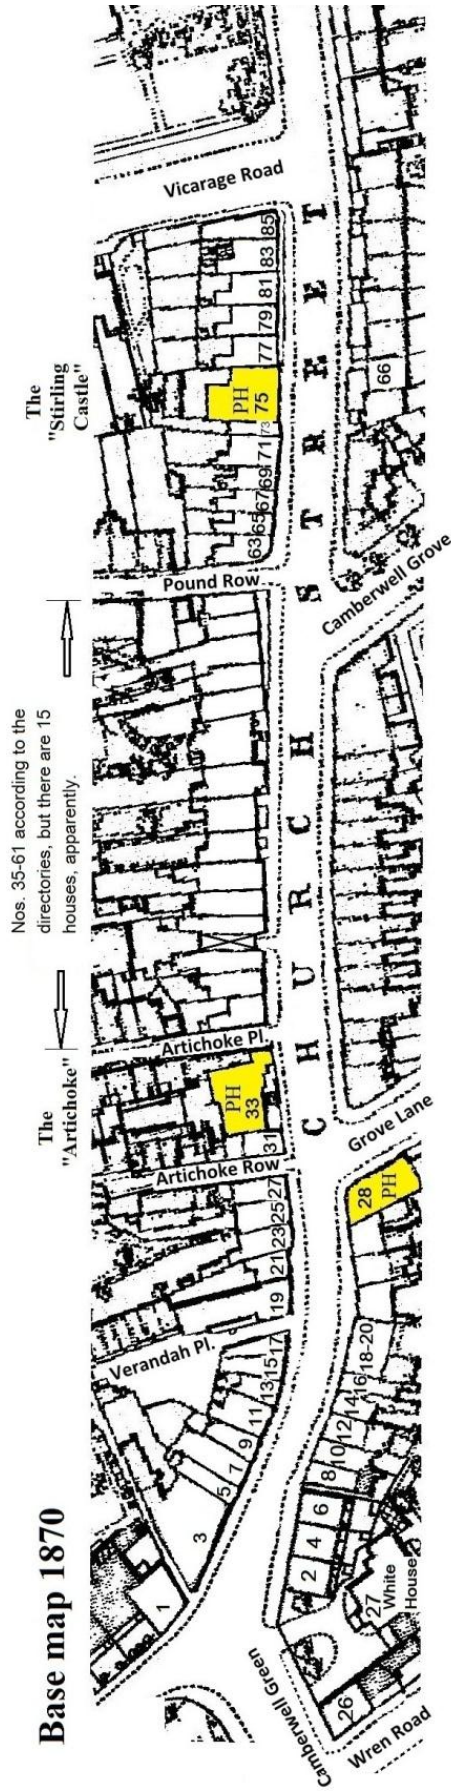 Base map 1870
The
"Artichoke"
Nos. 35-61 according to the
directories, but there are 15
houses, apparently.
The
"Stirling
Castle"
1
3
5
7
9
11
13
15
17
Verandah Pl.
19
21
23
25
27
Artichoke Row
31
PH
33
Artichoke Pl.
Pound Row
63
65
67
69
71
73
PH
75
77
79
81
83
85
Vicarage Road
CHURCH STREET
Camberwell Green
Wren Road
26
27
White
House
2
4
6
8
10
12
14
16
18-20
28
PH
Grove Lane
Camberwell Grove
66